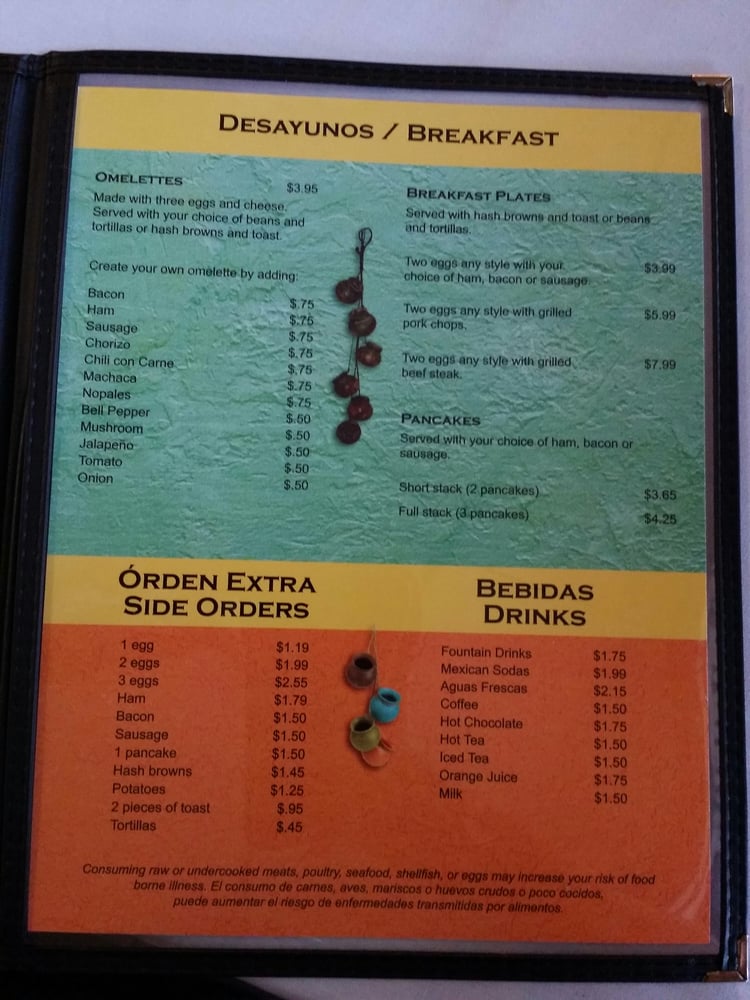 DESAYUNOS / BREAKFAST
OMELETTES $3.95
Made with three eggs and cheese.
Served with your choice of beans and
tortillas or hash browns and toast.
Create your own omelette by adding:
Bacon $.75
Ham $.75
Sausage $.75
Chorizo $.75
Chili con Carne $.75
Machaca $.75
Nopales $.75
Bell Pepper $.50
Mushroom $.50
Jalapeño $.50
Tomato $.50
Onion $.50
BREAKFAST PLATES
Served with hash browns and toast or beans
and tortillas.
Two eggs any style with your $3.99
choice of ham, bacon or sausage.
Two eggs any style with grilled $5.99
pork chops.
Two eggs any style with grilled $7.99
beef steak.
PANCAKES
Served with your choice of ham, bacon or
sausage.
Short stack (2 pancakes) $3.65
Full stack (3 pancakes) $4.25
ÓRDEN EXTRA
SIDE ORDERS
1 egg $1.19
2 eggs $1.99
3 eggs $2.55
Ham $1.79
Bacon $1.50
Sausage $1.50
1 pancake $1.50
Hash browns $1.45
Potatoes $1.25
2 pieces of toast $.95
Tortillas $.45
BEBIDAS
DRINKS
Fountain Drinks $1.75
Mexican Sodas $1.99
Aguas Frescas $2.15
Coffee $1.50
Hot Chocolate $1.75
Hot Tea $1.50
Iced Tea $1.50
Orange Juice $1.75
Milk $1.50
Consuming raw or undercooked meats, poultry, seafood, shellfish, or eggs may increase your risk of food
borne illness. El consumo de carnes, aves, mariscos o huevos crudos o poco cocidos,
puede aumentar el riesgo de enfermedades transmitidas por alimentos.